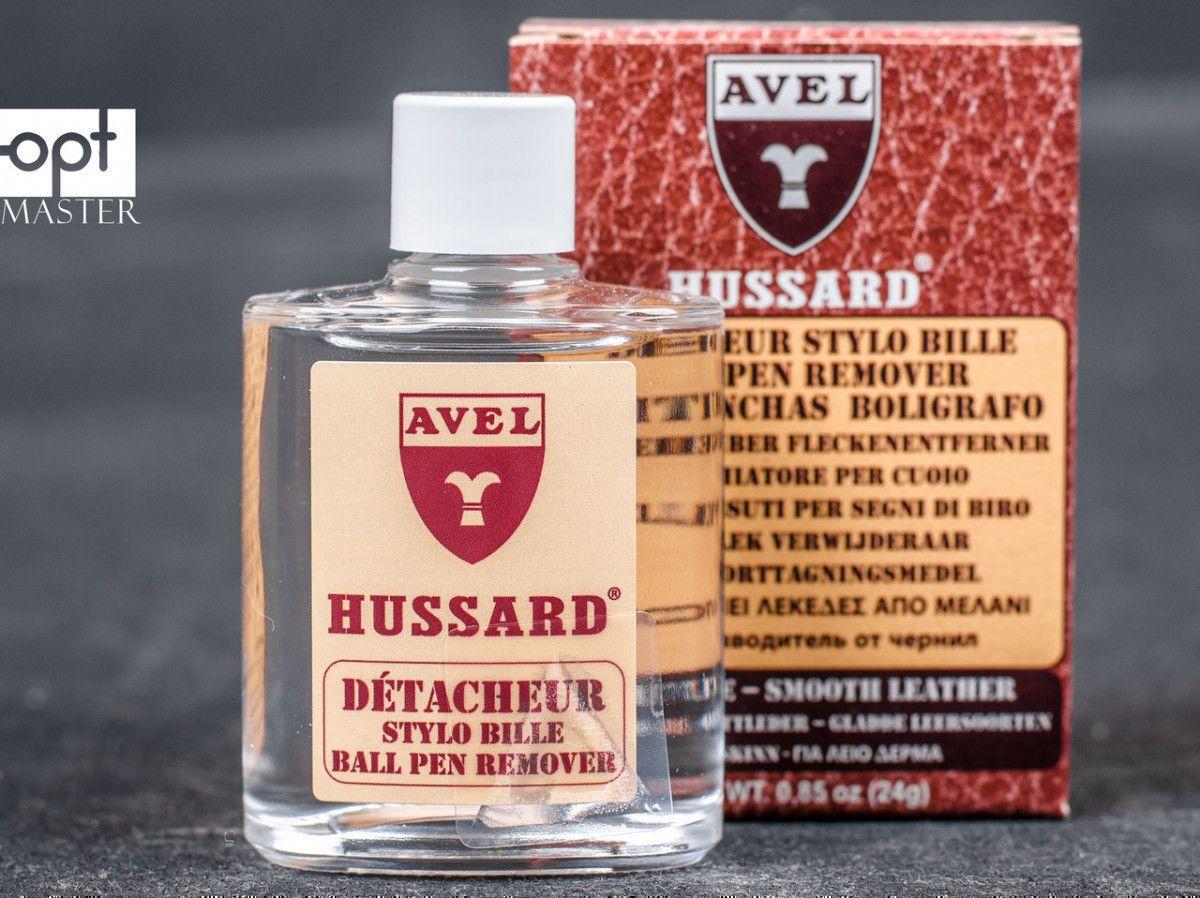 opt
MASTER
AVEL
HUSSARD®
DÉTACHEUR
STYLO BILLE
BALL PEN REMOVER
AVEL
HUSSARD®
EUR STYLO BILLE
PEN REMOVER
NCHAS BOLIGRAFO
BER FLECKENENTFERNER
IATORE PER CUOIO
SUTI PER SEGNI DI BIRO
LEK VERWIJDERAAR
ORTTAGNINGSMEDEL
ΕΙ ΛΕΚΕΔΕΣ ΑΠΟ ΜΕΛΑΝΙ
водитель от чернил
E – SMOOTH LEATHER
TTLEDER – GLADDE LEERSOORTEN
SKINN - ΓΙΑ ΛΕΙΟ ΔΕΡΜΑ
WT. 0.85 oz (24g)